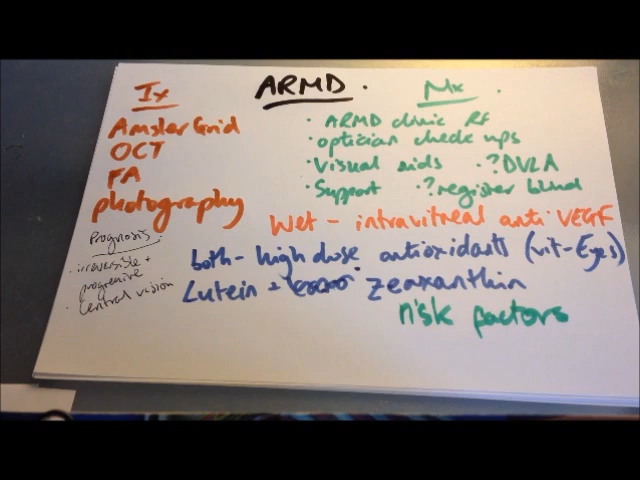 ARMD.
Ix
Amsler Grid
OCT
FA
photography
Mx
· ARMD clinic RF
· optician check ups
· Visual aids · ?DVLA
· Support · ?register blind
Wet - intravitreal anti VEGF
both - high dose antioxidants (vit-Eyes)
Lutein + zeaxanthin
risk factors
Prognosis.
· irreversible +
progressive
· Central vision